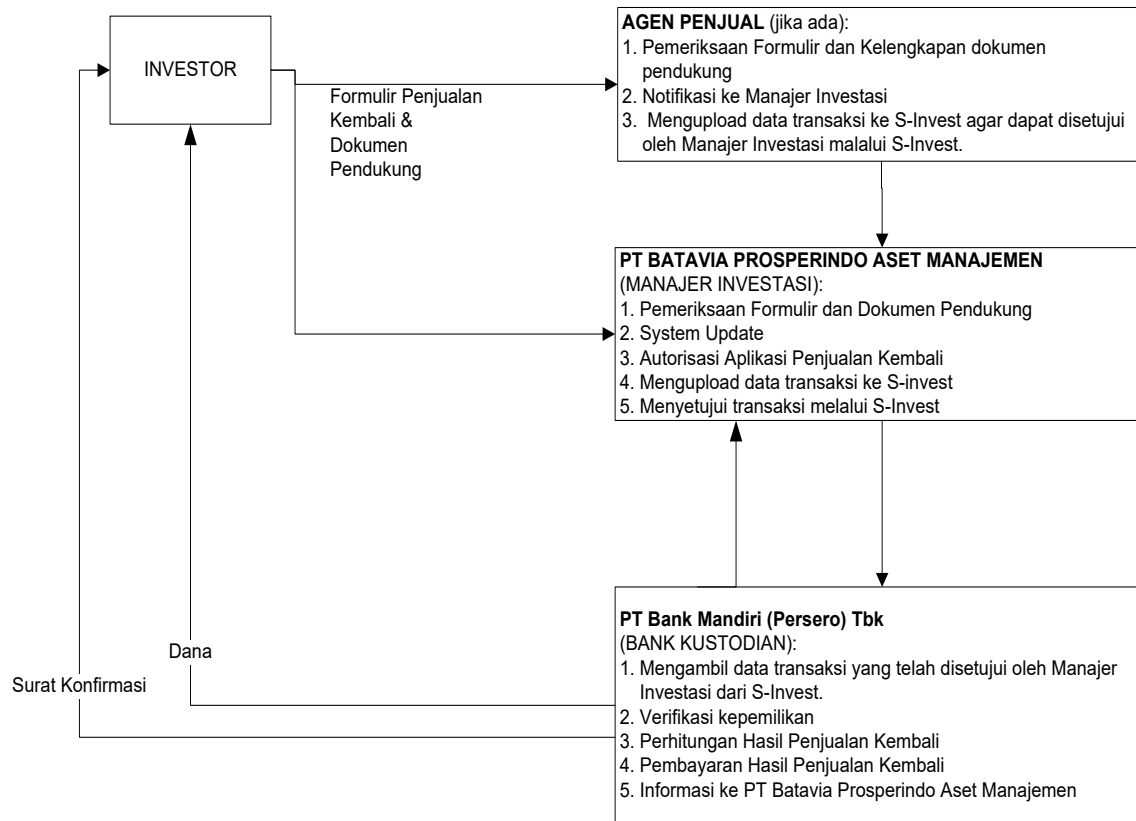 INVESTOR
Formulir Penjualan
Kembali &
Dokumen
Pendukung
AGEN PENJUAL (jika ada):
1. Pemeriksaan Formulir dan Kelengkapan dokumen
pendukung
2. Notifikasi ke Manajer Investasi
3. Mengupload data transaksi ke S-Invest agar dapat disetujui
oleh Manajer Investasi malalui S-Invest.
PT BATAVIA PROSPERINDO ASET MANAJEMEN
(MANAJER INVESTASI):
1. Pemeriksaan Formulir dan Dokumen Pendukung
2. System Update
3. Autorisasi Aplikasi Penjualan Kembali
4. Mengupload data transaksi ke S-invest
5. Menyetujui transaksi melalui S-Invest
PT Bank Mandiri (Persero) Tbk
(BANK KUSTODIAN):
1. Mengambil data transaksi yang telah disetujui oleh Manajer
Investasi dari S-Invest.
2. Verifikasi kepemilikan
3. Perhitungan Hasil Penjualan Kembali
4. Pembayaran Hasil Penjualan Kembali
5. Informasi ke PT Batavia Prosperindo Aset Manajemen
Dana
Surat Konfirmasi